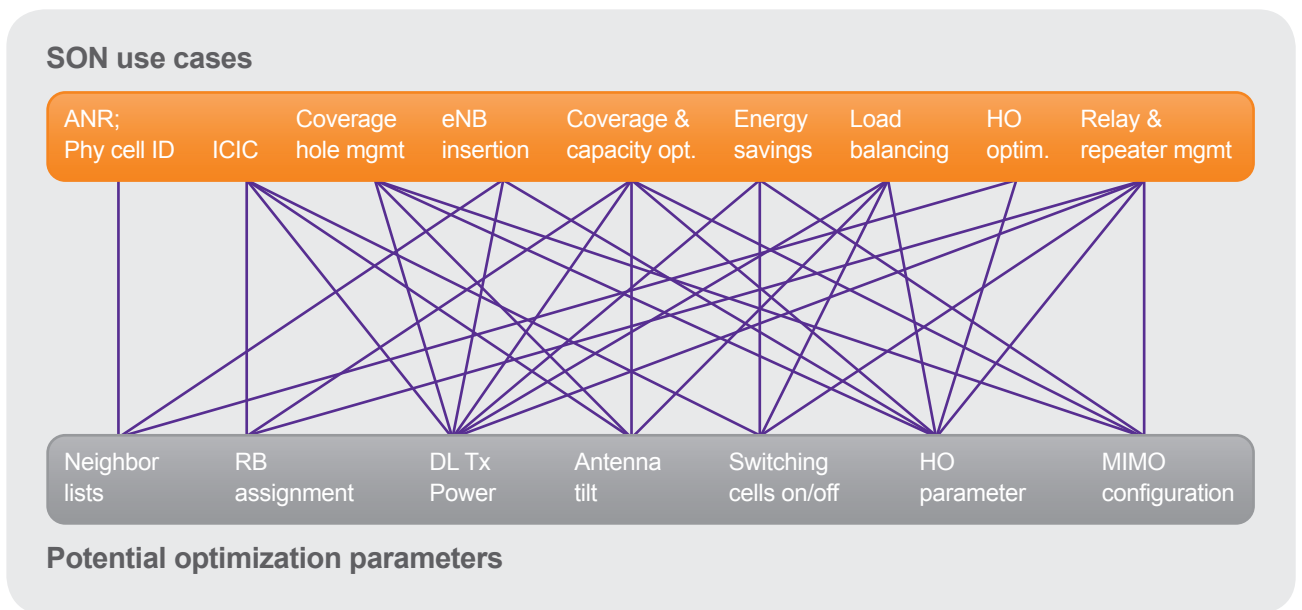 SON use cases
ANR;
Phy cell ID
ICIC
Coverage
hole mgmt
eNB
insertion
Coverage &
capacity opt.
Energy
savings
Load
balancing
HO
optim.
Relay &
repeater mgmt
Neighbor
lists
RB
assignment
DL Tx
Power
Antenna
tilt
Switching
cells on/off
HO
parameter
MIMO
configuration
Potential optimization parameters